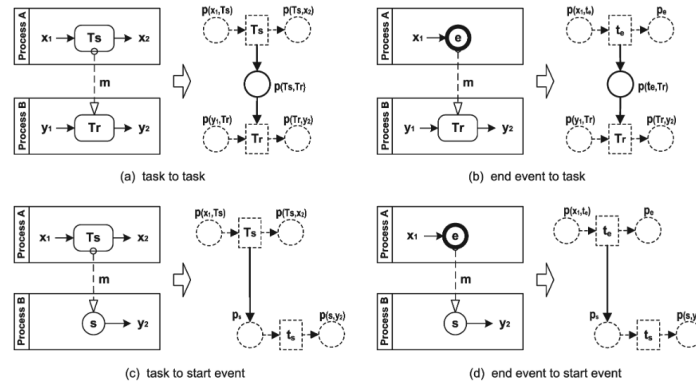 Process A
x1 Ts x2
m
Process B
y1 Tr y2
p(x1,Ts) p(Ts,x2)
Ts
p(Ts,Tr)
p(y1,Tr) p(Tr,y2)
Tr
(a) task to task
Process A
x1 e
m
Process B
y1 Tr y2
p(x1,te) pe
te
p(te,Tr)
p(y1,Tr) p(Tr,y2)
Tr
(b) end event to task
Process A
x1 Ts x2
m
Process B
s y2
p(x1,Ts) p(Ts,x2)
Ts
ps p(s,y2)
ts
(c) task to start event
Process A
x1 e
m
Process B
s y2
p(x1,te) pe
te
ps p(s,y
ts
(d) end event to start event